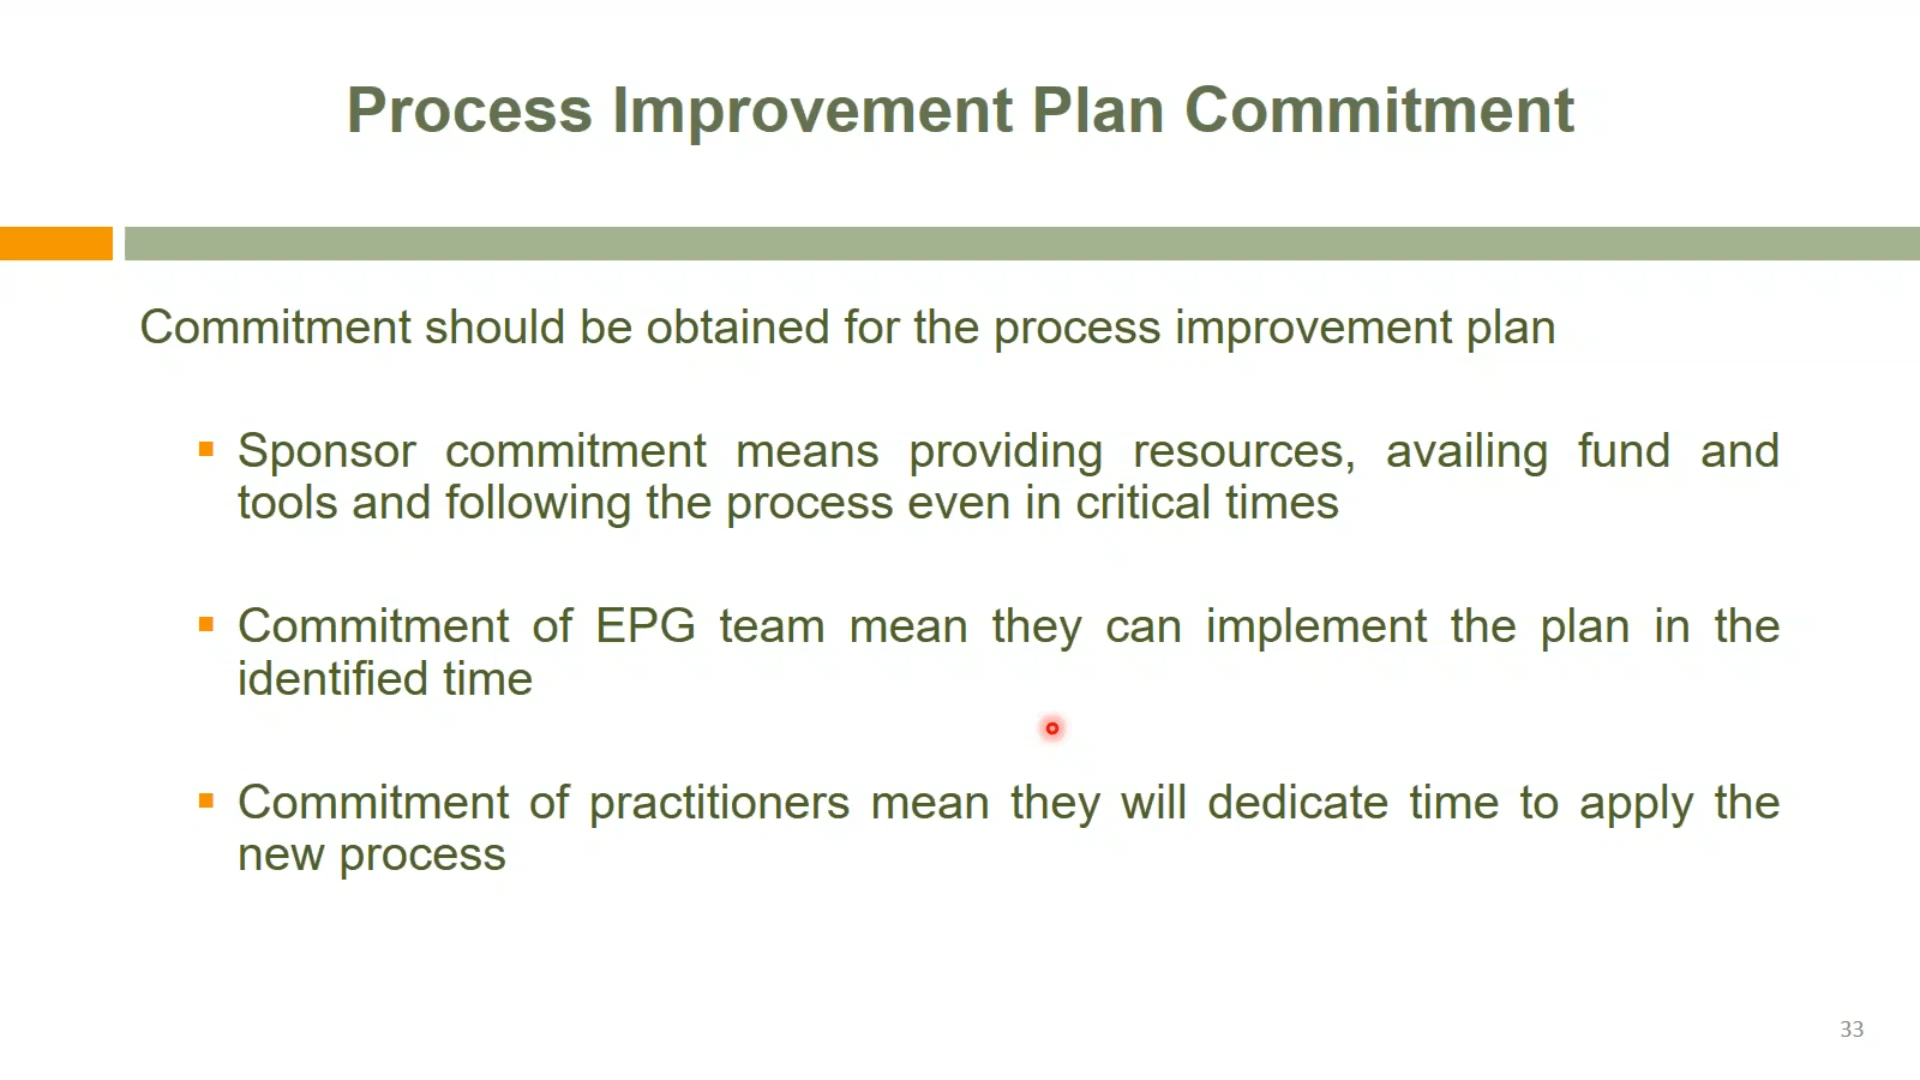 Process Improvement Plan Commitment
Commitment should be obtained for the process improvement plan
Sponsor commitment means providing resources, availing fund and
tools and following the process even in critical times
Commitment of EPG team mean they can implement the plan in the
identified time
Commitment of practitioners mean they will dedicate time to apply the
new process
33